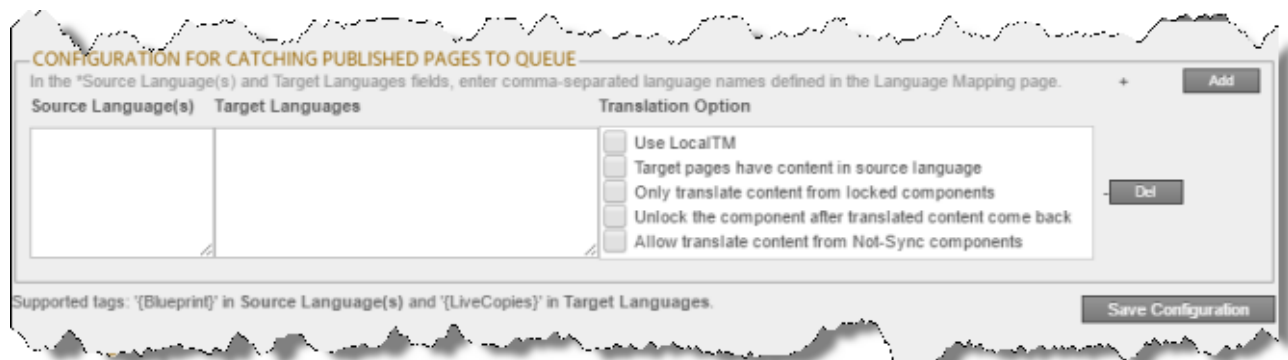 CONFIGURATION FOR CATCHING PUBLISHED PAGES TO QUEUE
In the *Source Language(s) and Target Languages fields, enter comma-separated language names defined in the Language Mapping page. + Add
Source Language(s) Target Languages Translation Option
Use LocalTM
Target pages have content in source language
Only translate content from locked components
- Del
Unlock the component after translated content come back
Allow translate content from Not-Sync components
Supported tags: '{Blueprint}' in Source Language(s) and '{LiveCopies}' in Target Languages.
Save Configuration